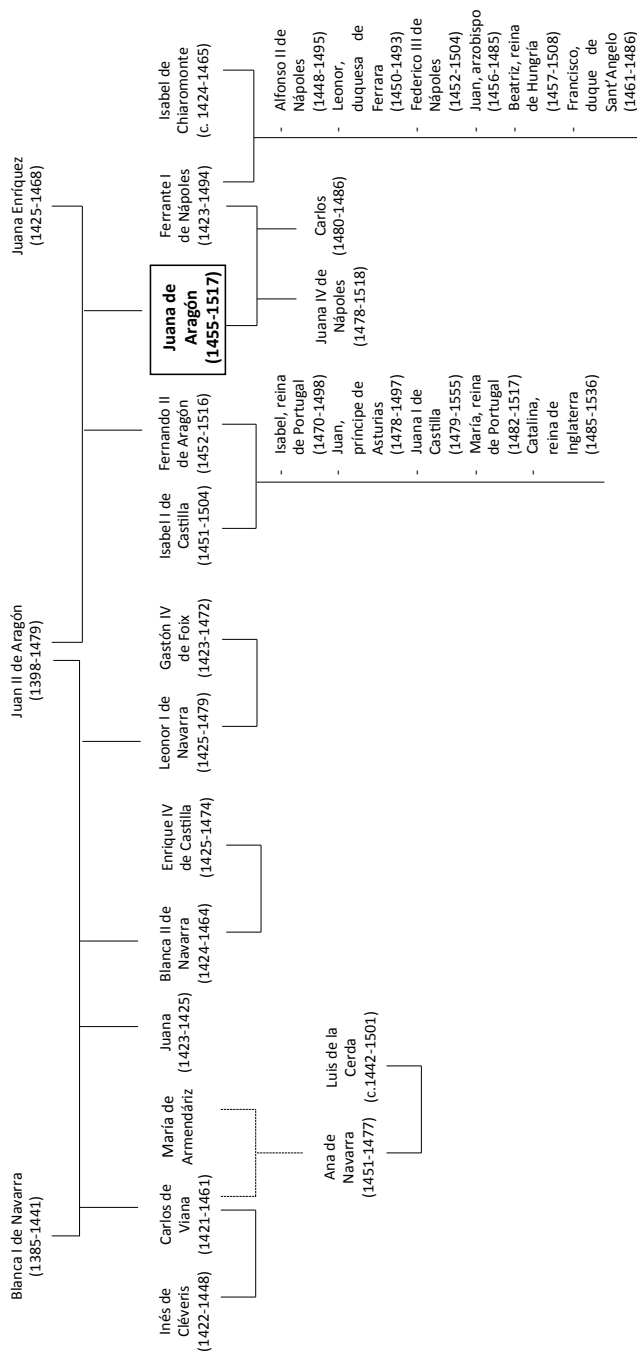 Blanca I de Navarra
(1385-1441)
Juan II de Aragón
(1398-1479)
Juana Enríquez
(1425-1468)
Inés de
Cléveris
(1422-1448)
Carlos de
Viana
(1421-1461)
María de
Armendáriz
Juana
(1423-1425)
Blanca II de
Navarra
(1424-1464)
Enrique IV
de Castilla
(1425-1474)
Leonor I de
Navarra
(1425-1479)
Gastón IV
de Foix
(1423-1472)
Isabel I de
Castilla
(1451-1504)
Fernando II
de Aragón
(1452-1516)
Juana de
Aragón
(1455-1517)
Ferrante I
de Nápoles
(1423-1494)
Isabel de
Chiaromonte
(c. 1424-1465)
Ana de
Navarra
(1451-1477)
Luis de la
Cerda
(c.1442-1501)
- Isabel, reina
de Portugal
(1470-1498)
- Juan,
príncipe de
Asturias
(1478-1497)
- Juana I de
Castilla
(1479-1555)
- María, reina
de Portugal
(1482-1517)
- Catalina,
reina de
Inglaterra
(1485-1536)
Juana IV de
Nápoles
(1478-1518)
Carlos
(1480-1486)
- Alfonso II de
Nápoles
(1448-1495)
- Leonor,
duquesa de
Ferrara
(1450-1493)
- Federico III de
Nápoles
(1452-1504)
- Juan, arzobispo
(1456-1485)
- Beatriz, reina
de Hungría
(1457-1508)
- Francisco,
duque de
Sant'Angelo
(1461-1486)